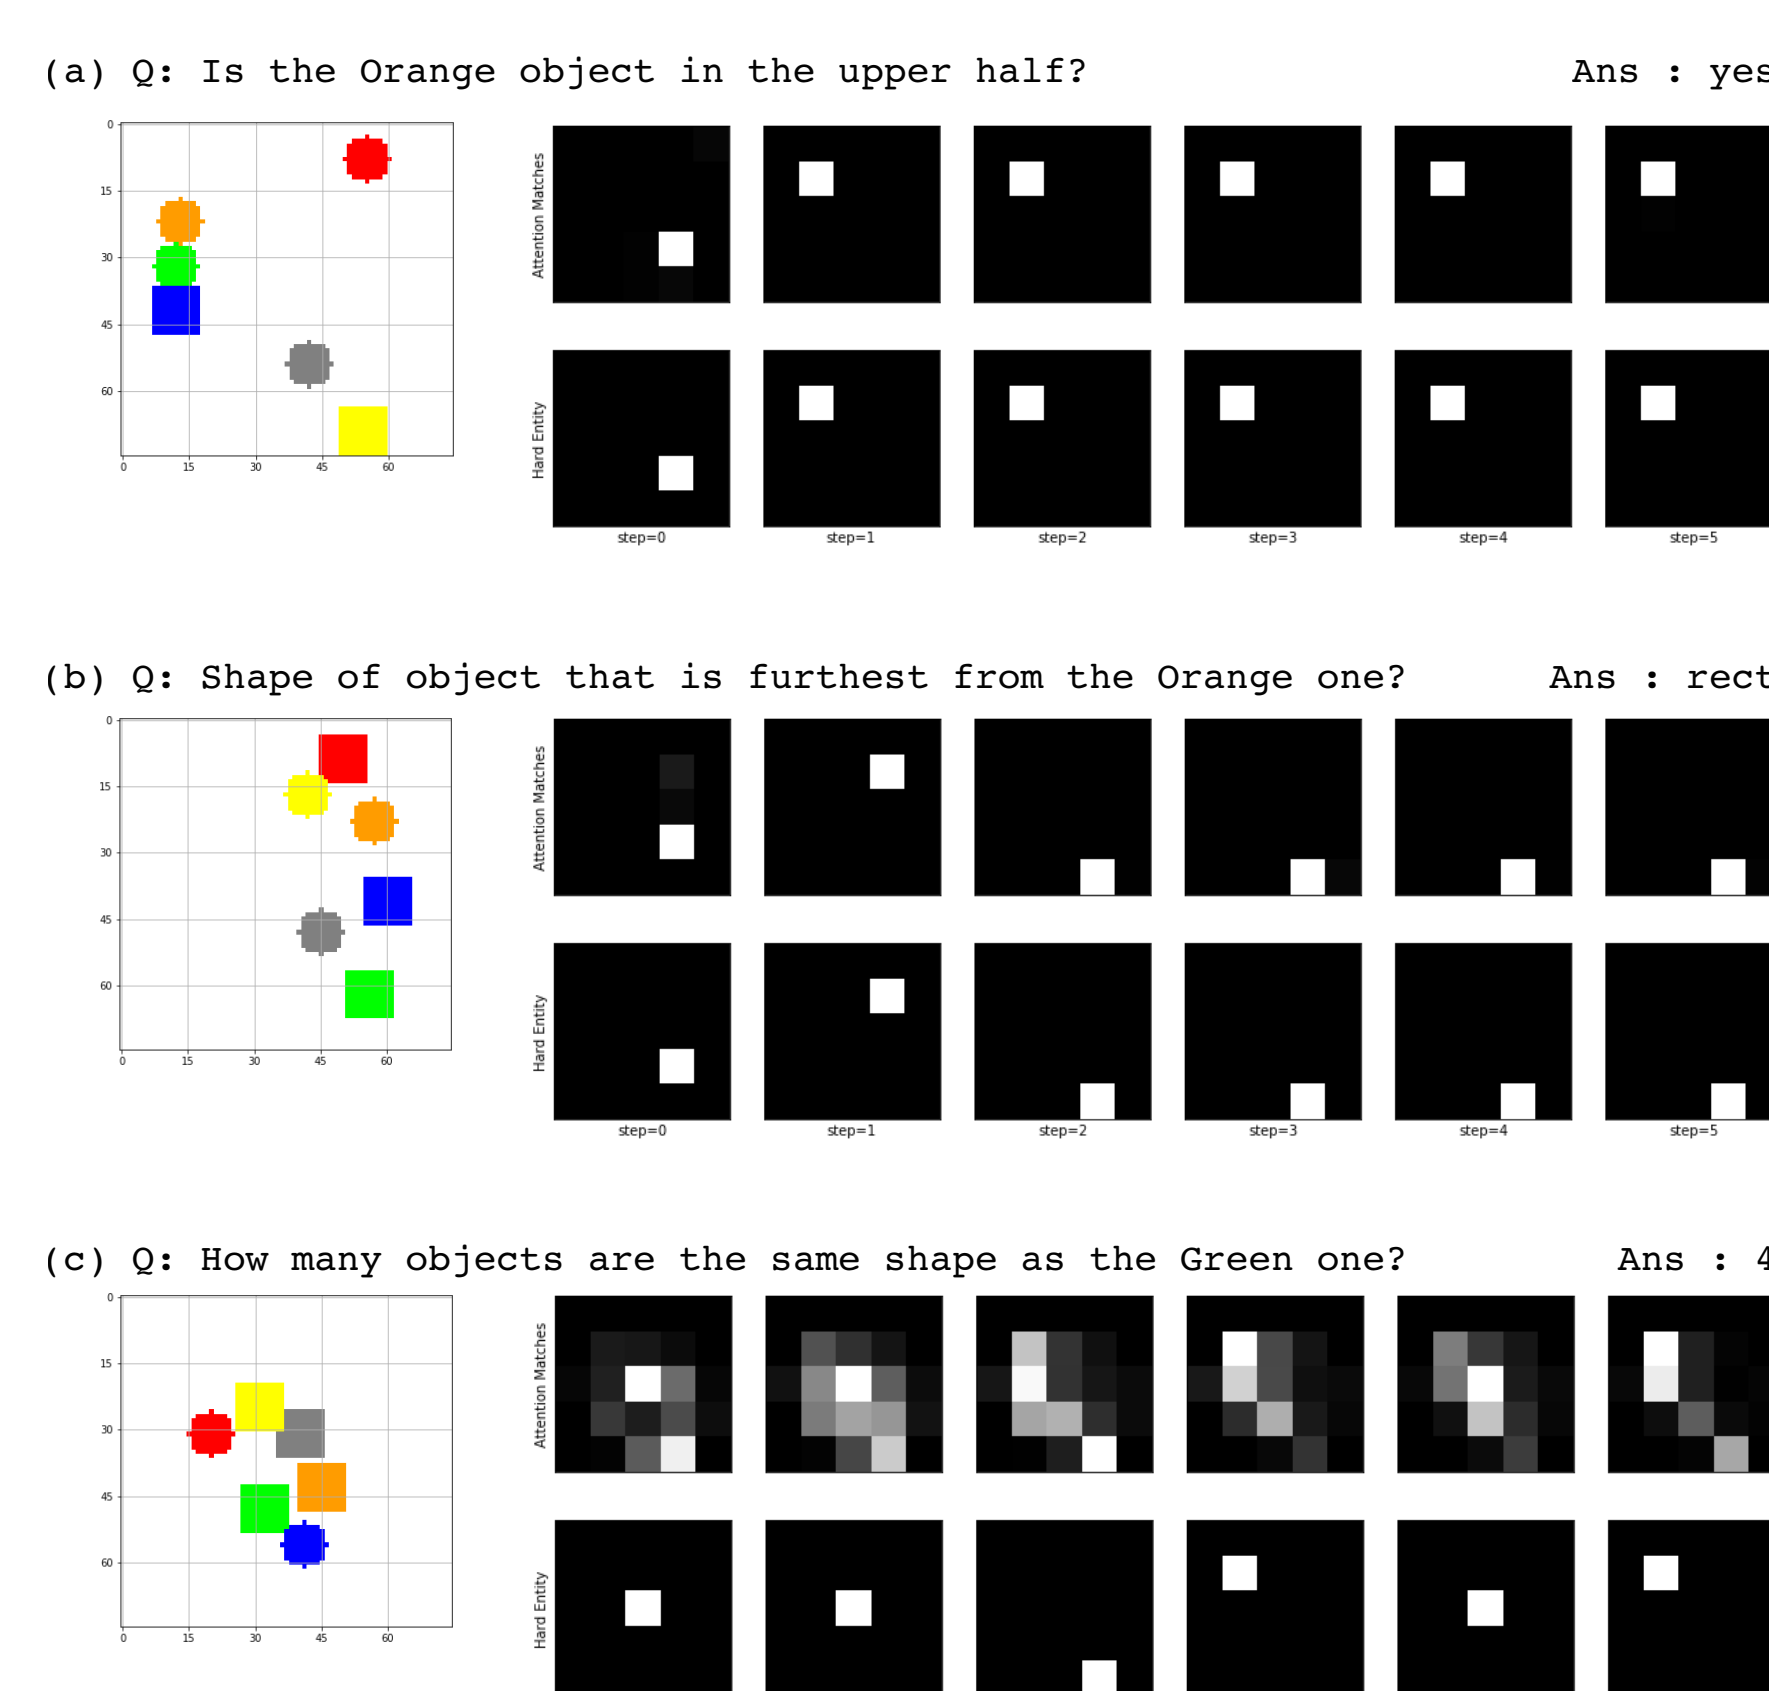 (a) Q: Is the Orange object in the upper half? Ans : yes
0
15
30
45
60
0 15 30 45 60
Attention Matches
Hard Entity
step=0 step=1 step=2 step=3 step=4 step=5
(b) Q: Shape of object that is furthest from the Orange one? Ans : rect
0
15
30
45
60
0 15 30 45 60
Attention Matches
Hard Entity
step=0 step=1 step=2 step=3 step=4 step=5
(c) Q: How many objects are the same shape as the Green one? Ans : 4
0
15
30
45
60
0 15 30 45 60
Attention Matches
Hard Entity